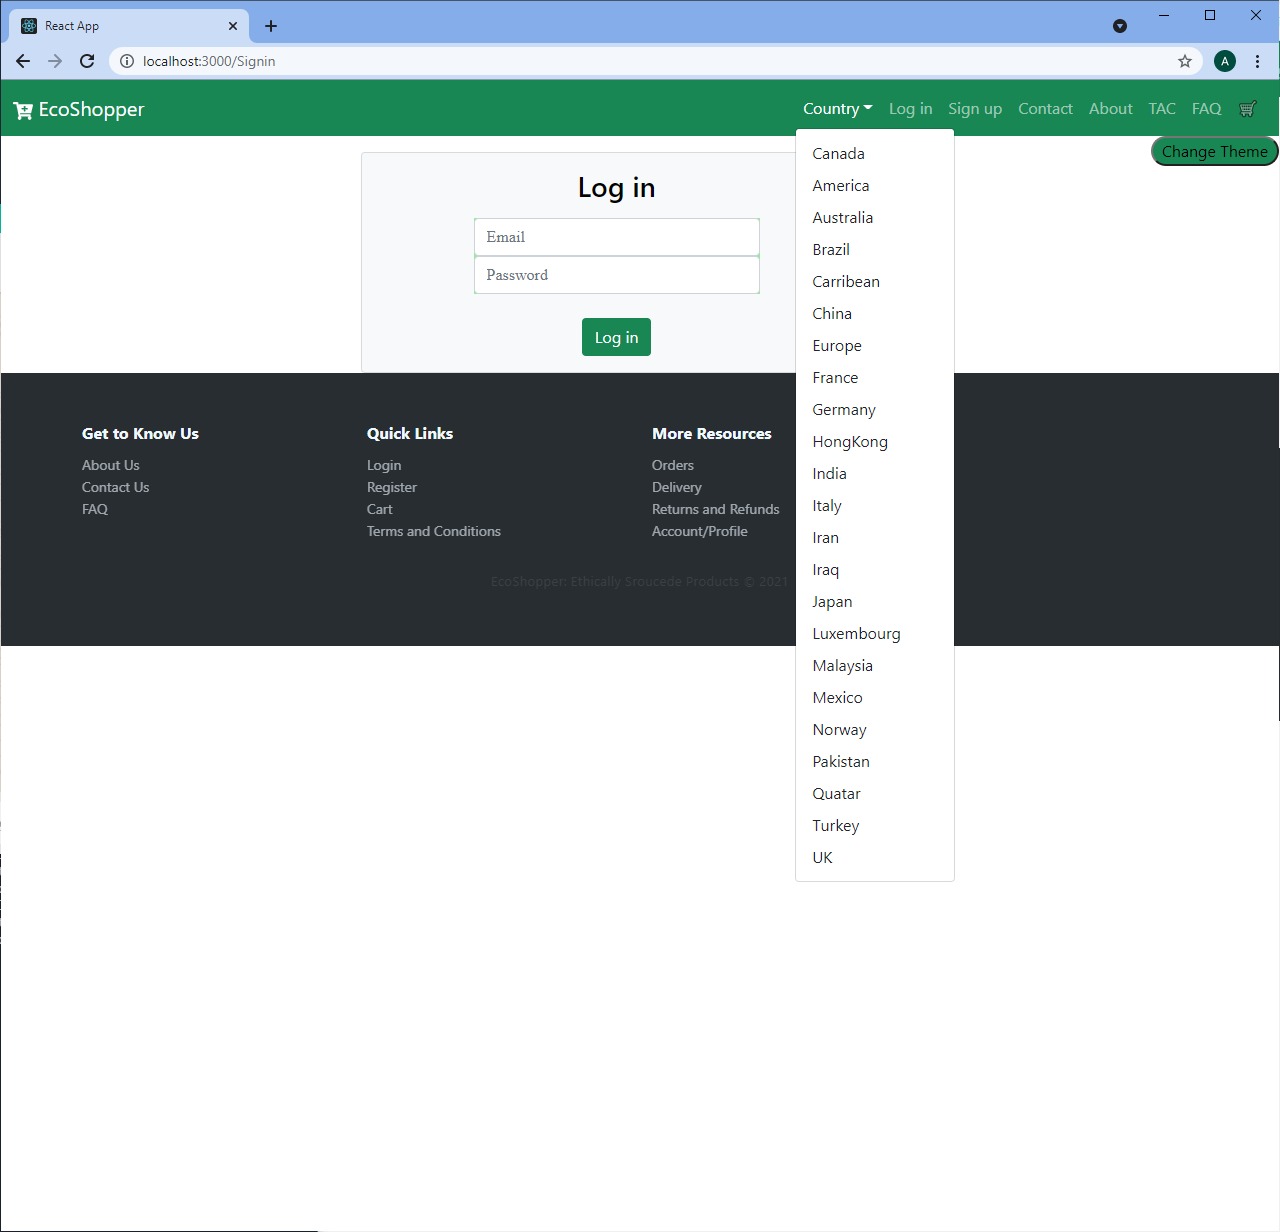 React App
localhost:3000/Signin
A
EcoShopper
Country Log in Sign up Contact About TAC FAQ
Change Theme
Canada
America
Australia
Brazil
Carribean
China
Europe
France
Germany
HongKong
India
Italy
Iran
Iraq
Japan
Luxembourg
Malaysia
Mexico
Norway
Pakistan
Quatar
Turkey
UK
Log in
Email
Password
Log in
Get to Know Us
About Us
Contact Us
FAQ
Quick Links
Login
Register
Cart
Terms and Conditions
More Resources
Orders
Delivery
Returns and Refunds
Account/Profile
EcoShopper: Ethically Sroucede Products © 2021